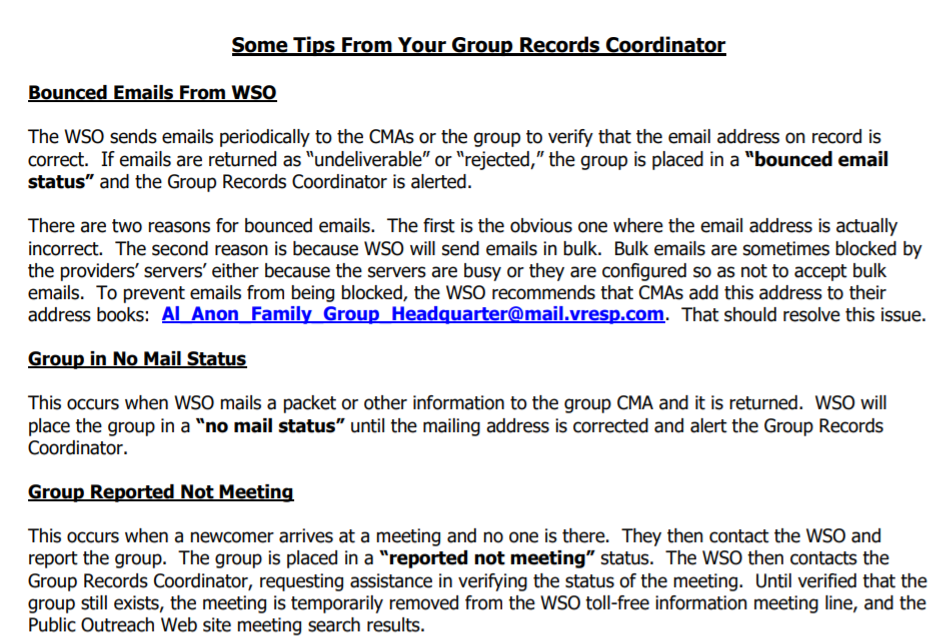 Some Tips From Your Group Records Coordinator
Bounced Emails From WSO
The WSO sends emails periodically to the CMAs or the group to verify that the email address on record is
correct.  If emails are returned as “undeliverable” or “rejected,” the group is placed in a “bounced email
status” and the Group Records Coordinator is alerted.
There are two reasons for bounced emails.  The first is the obvious one where the email address is actually
incorrect.  The second reason is because WSO will send emails in bulk.  Bulk emails are sometimes blocked by
the providers’ servers’ either because the servers are busy or they are configured so as not to accept bulk
emails.  To prevent emails from being blocked, the WSO recommends that CMAs add this address to their
address books:  Al_Anon_Family_Group_Headquarter@mail.vresp.com.  That should resolve this issue.
Group in No Mail Status
This occurs when WSO mails a packet or other information to the group CMA and it is returned.  WSO will
place the group in a “no mail status” until the mailing address is corrected and alert the Group Records
Coordinator.
Group Reported Not Meeting
This occurs when a newcomer arrives at a meeting and no one is there.  They then contact the WSO and
report the group.  The group is placed in a “reported not meeting” status.  The WSO then contacts the
Group Records Coordinator, requesting assistance in verifying the status of the meeting.  Until verified that the
group still exists, the meeting is temporarily removed from the WSO toll-free information meeting line, and the
Public Outreach Web site meeting search results.